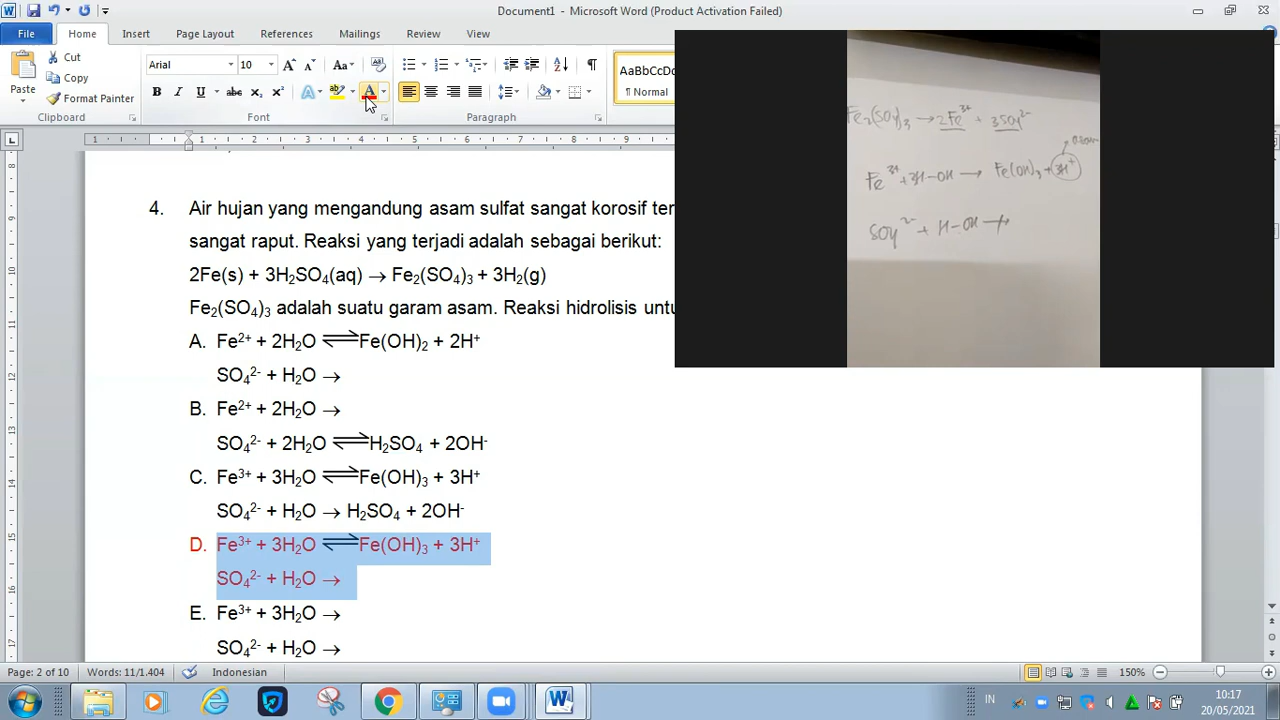 Document1 - Microsoft Word (Product Activation Failed)
File Home Insert Page Layout References Mailings Review View
Paste
Cut
Copy
Format Painter
Clipboard
Arial 10
Font
Paragraph
AaBbCcDc
¶ Normal
4. Air hujan yang mengandung asam sulfat sangat korosif
sangat raput. Reaksi yang terjadi adalah sebagai berikut:
2Fe(s) + 3H₂SO₄(aq) → Fe₂(SO₄)₃ + 3H₂(g)
Fe₂(SO₄)₃ adalah suatu garam asam. Reaksi hidrolisis
A. Fe²⁺ + 2H₂O ⇌ Fe(OH)₂ + 2H⁺
SO₄²⁻ + H₂O →
B. Fe²⁺ + 2H₂O →
SO₄²⁻ + 2H₂O ⇌ H₂SO₄ + 2OH⁻
C. Fe³⁺ + 3H₂O ⇌ Fe(OH)₃ + 3H⁺
SO₄²⁻ + H₂O → H₂SO₄ + 2OH⁻
D. Fe³⁺ + 3H₂O ⇌ Fe(OH)₃ + 3H⁺
SO₄²⁻ + H₂O →
E. Fe³⁺ + 3H₂O →
SO₄²⁻ + H₂O →
Fe₂(SO₄)₃ → 2Fe³⁺ + 3SO₄²⁻
Fe³⁺ + 3H-OH → Fe(OH)₃ + 3H⁺
SO₄²⁻ + H-OH ↛
Page: 2 of 10 Words: 11/1.404 Indonesian 150%
IN 10:17
20/05/2021